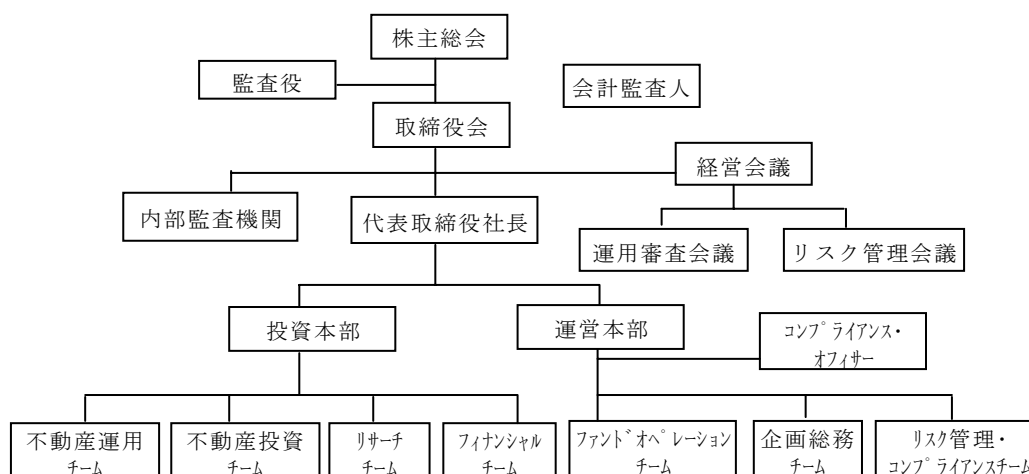 株主総会
監査役
会計監査人
取締役会
経営会議
内部監査機関
代表取締役社長
運用審査会議
リスク管理会議
投資本部
運営本部
コンプライアンス・
オフィサー
不動産運用
チーム
不動産投資
チーム
リサーチ
チーム
フィナンシャル
チーム
ファンドオペレーション
チーム
企画総務
チーム
リスク管理・
コンプライアンスチーム